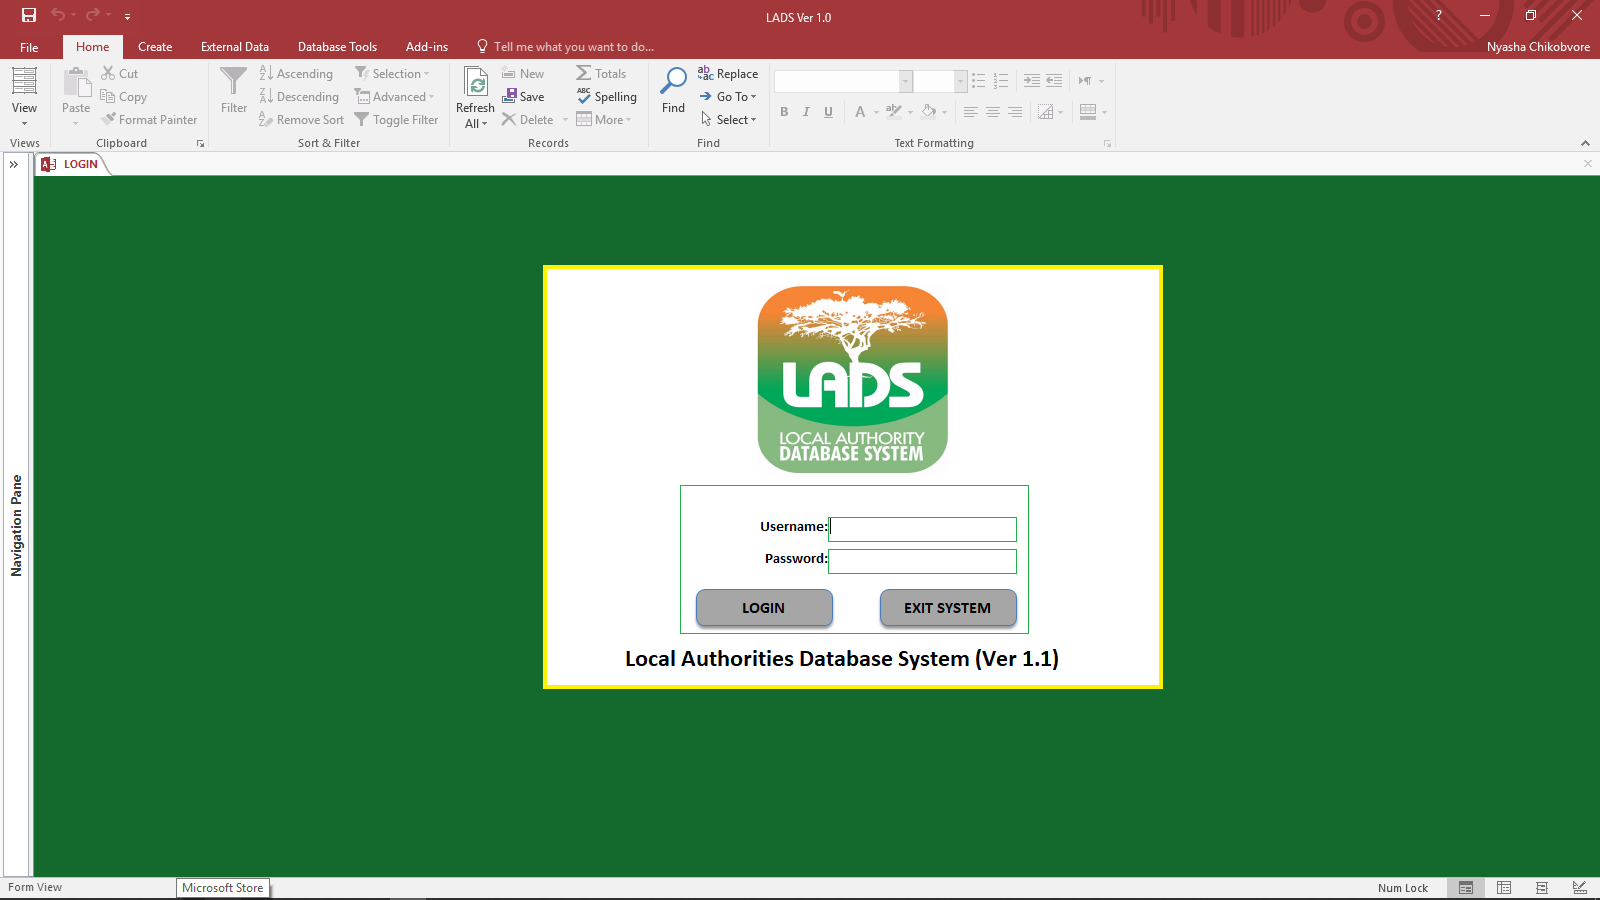 LADS Ver 1.0
?
File
Home
Create
External Data
Database Tools
Add-ins
Tell me what you want to do...
Nyasha Chikobvore
View
Views
Paste
Cut
Copy
Format Painter
Clipboard
Filter
Ascending
Descending
Remove Sort
Selection
Advanced
Toggle Filter
Sort & Filter
Refresh
All
New
Save
Delete
Totals
Spelling
More
Records
Find
Replace
Go To
Select
Find
B I U
A
Text Formatting
LOGIN
Navigation Pane
LADS
LOCAL AUTHORITY
DATABASE SYSTEM
Username:
Password:
LOGIN
EXIT SYSTEM
Local Authorities Database System (Ver 1.1)
Form View
Microsoft Store
Num Lock